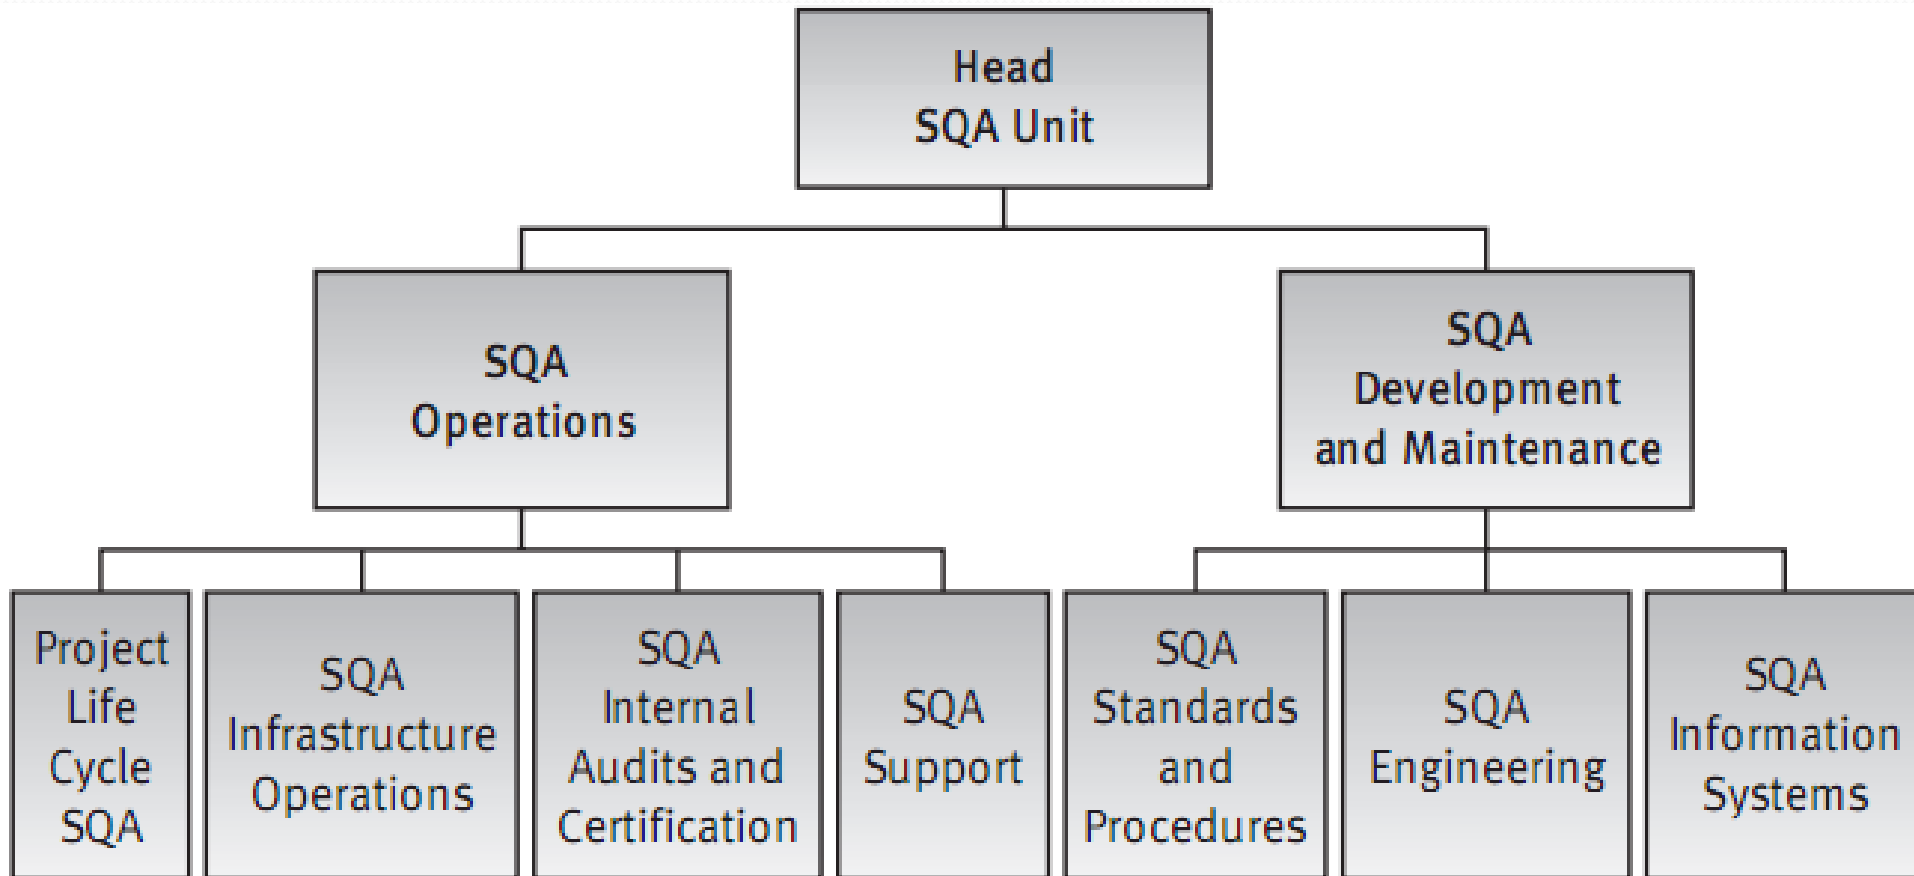 Head
SQA Unit
SQA
Operations
SQA
Development
and Maintenance
Project
Life
Cycle
SQA
SQA
Infrastructure
Operations
SQA
Internal
Audits and
Certification
SQA
Support
SQA
Standards
and
Procedures
SQA
Engineering
SQA
Information
Systems